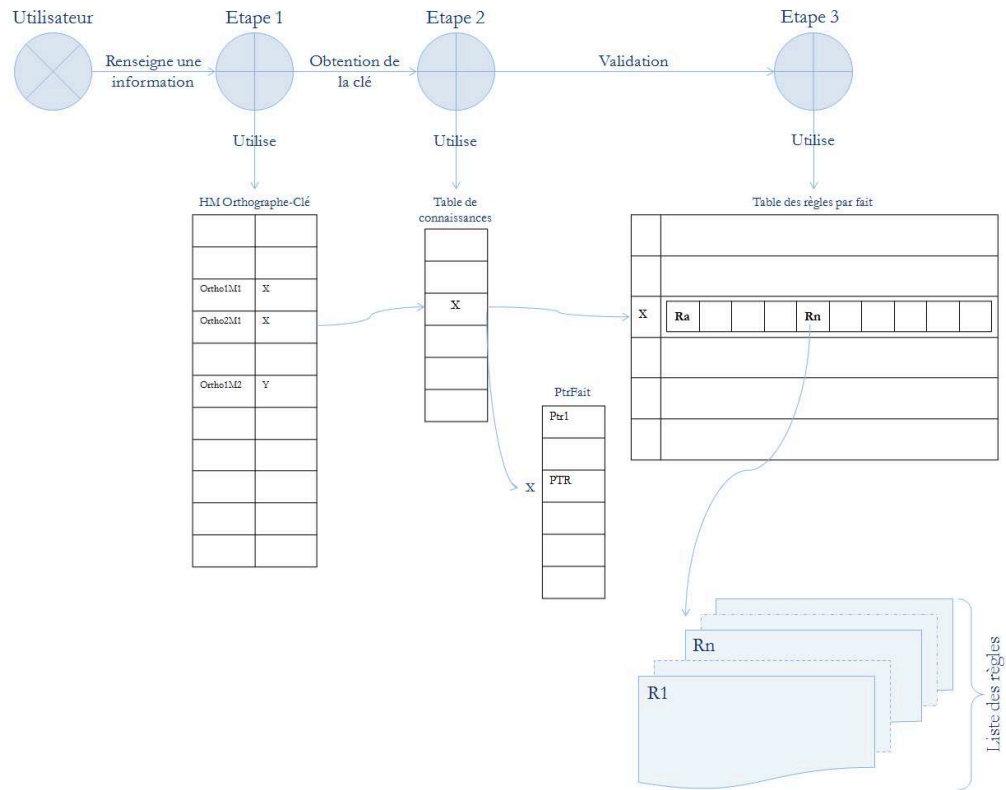 Utilisateur
Etape 1
Etape 2
Etape 3
Renseigne une
information
Obtention de
la clé
Validation
Utilise
Utilise
Utilise
HM Orthographe-Clé
Table de
connaissances
Table des règles par fait
Ortho1M1 X
Ortho2M1 X
Ortho1M2 Y
X
X Ra Rn
PtrFait
Ptr1
X PTR
Rn
R1
Liste des règles